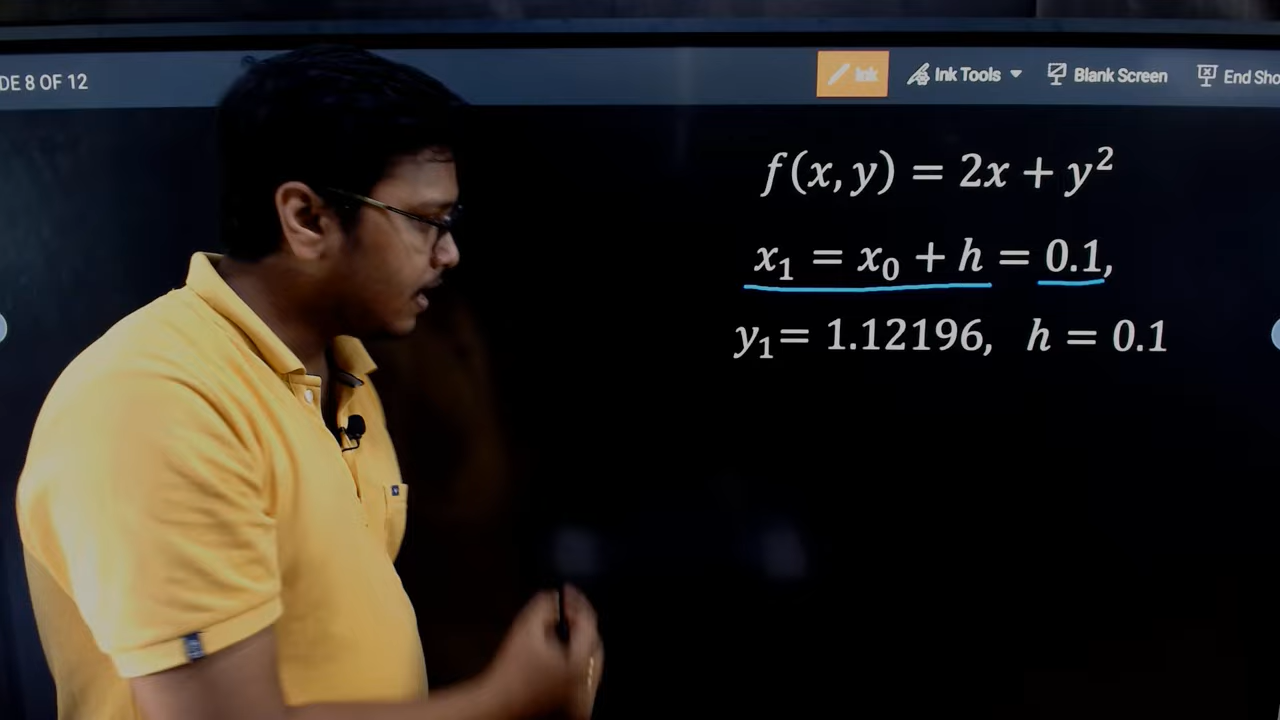 DE 8 OF 12
Ink
Ink Tools
Blank Screen
End Sho
f(x, y) = 2x + y²
x₁ = x₀ + h = 0.1,
y₁= 1.12196, h = 0.1